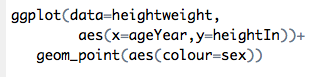 ggplot(data=heightweight,
aes(x=ageYear,y=heightIn))+
geom_point(aes(colour=sex))